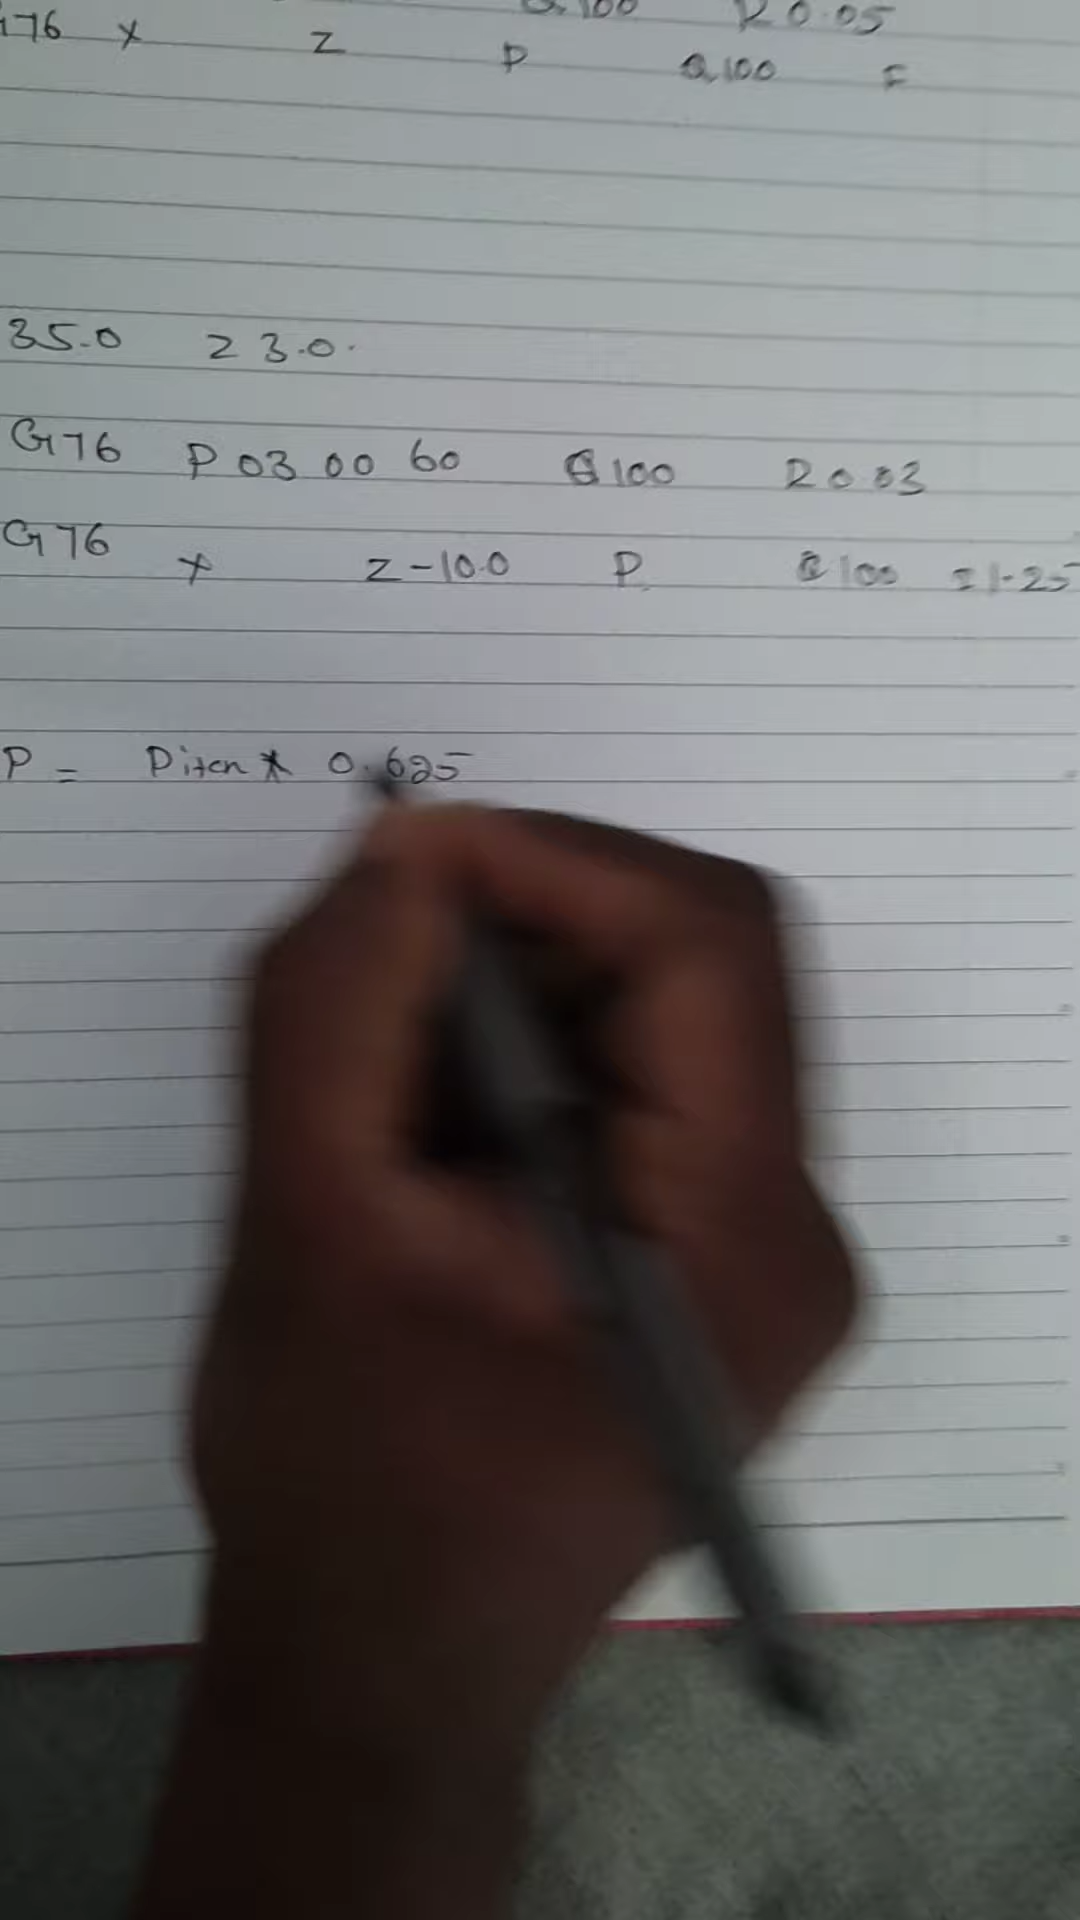 Q100 R0.05
G76 X Z P Q100 F
35.0 Z 3.0.
G76 P 03 00 60 Q100 R0.03
G76 X Z-10.0 P Q100 F1.25
P = Pitch * 0.625